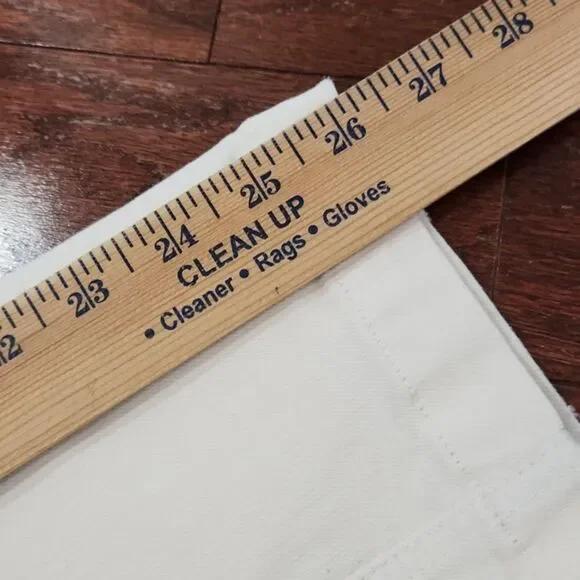 22 23 24 25 26 27 28
CLEAN UP
• Cleaner • Rags • Gloves